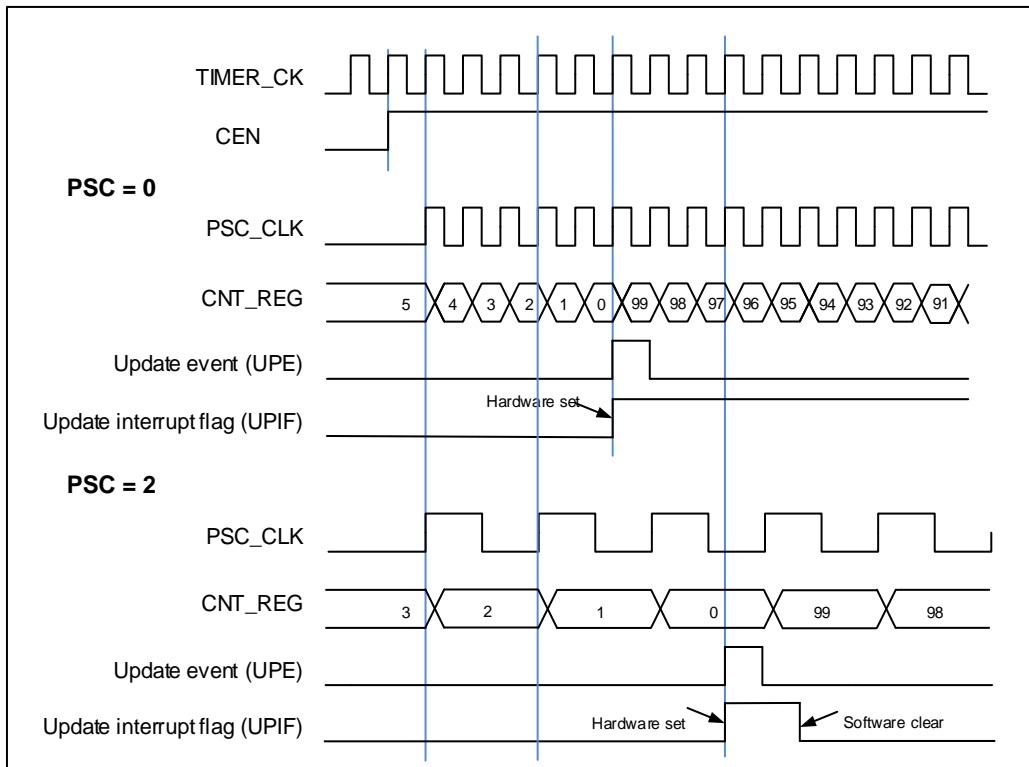 TIMER_CK
CEN
PSC = 0
PSC_CLK
CNT_REG 5 4 3 2 1 0 99 98 97 96 95 94 93 92 91
Update event (UPE)
Hardware set
Update interrupt flag (UPIF)
PSC = 2
PSC_CLK
CNT_REG 3 2 1 0 99 98
Update event (UPE)
Update interrupt flag (UPIF) Hardware set Software clear